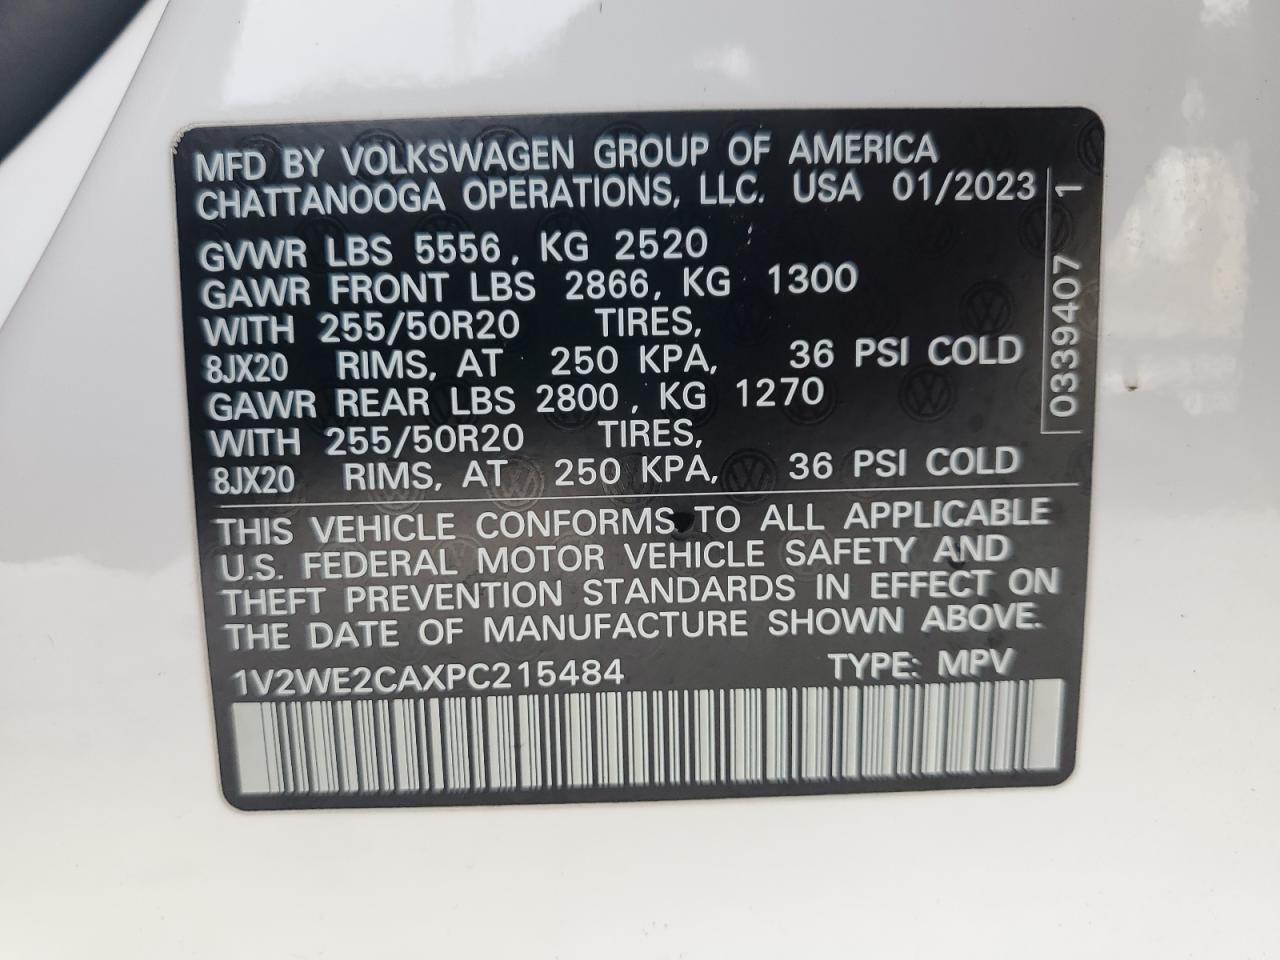 MFD BY VOLKSWAGEN GROUP OF AMERICA
CHATTANOOGA OPERATIONS, LLC. USA 01/2023
GVWR LBS 5556, KG 2520
GAWR FRONT LBS 2866, KG 1300
WITH 255/50R20 TIRES,
8JX20 RIMS, AT 250 KPA, 36 PSI COLD
GAWR REAR LBS 2800, KG 1270
WITH 255/50R20 TIRES,
8JX20 RIMS, AT 250 KPA, 36 PSI COLD
0339407 1
THIS VEHICLE CONFORMS TO ALL APPLICABLE
U.S. FEDERAL MOTOR VEHICLE SAFETY AND
THEFT PREVENTION STANDARDS IN EFFECT ON
THE DATE OF MANUFACTURE SHOWN ABOVE.
1V2WE2CAXPC215484 TYPE: MPV